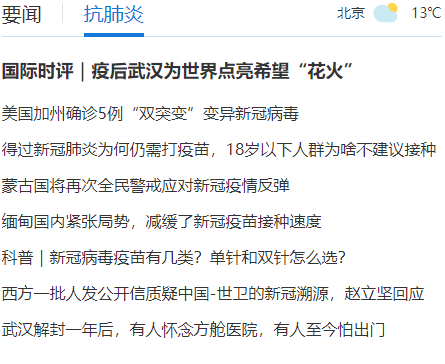 要闻 抗肺炎 北京 13℃
国际时评｜疫后武汉为世界点亮希望“花火”
美国加州确诊5例“双突变”变异新冠病毒
得过新冠肺炎为何仍需打疫苗，18岁以下人群为啥不建议接种
蒙古国将再次全民警戒应对新冠疫情反弹
缅甸国内紧张局势，减缓了新冠疫苗接种速度
科普｜新冠病毒疫苗有几类？单针和双针怎么选？
西方一批人发公开信质疑中国-世卫的新冠溯源，赵立坚回应
武汉解封一年后，有人怀念方舱医院，有人至今怕出门